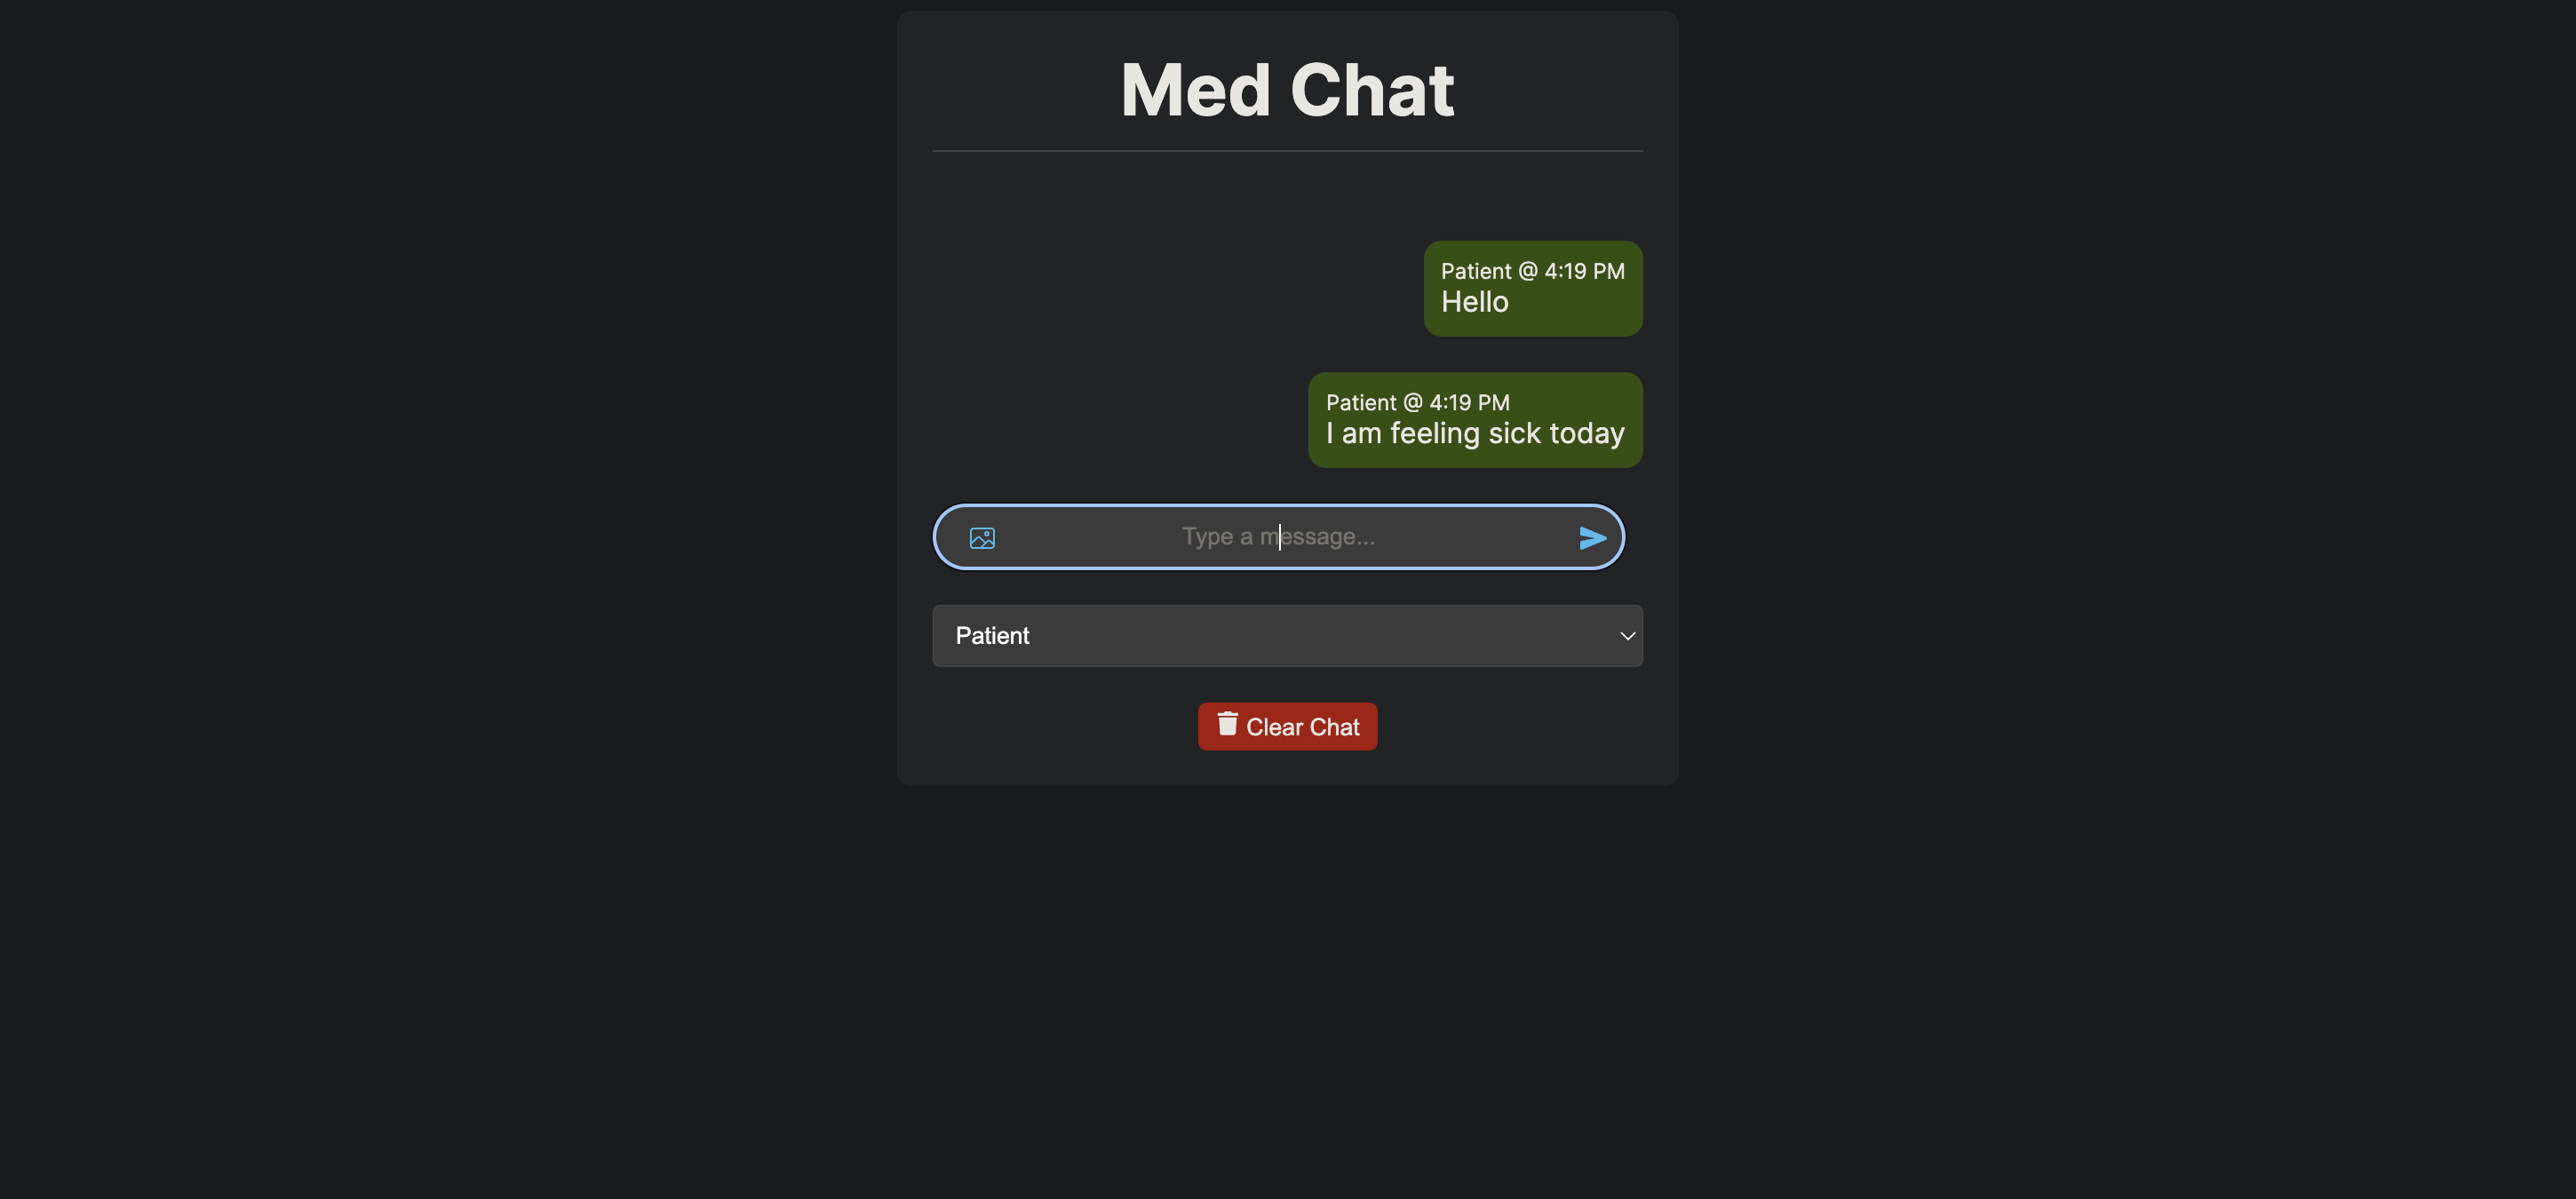 Med Chat
Patient @ 4:19 PM
Hello
Patient @ 4:19 PM
I am feeling sick today
Type a message...
Patient
Clear Chat